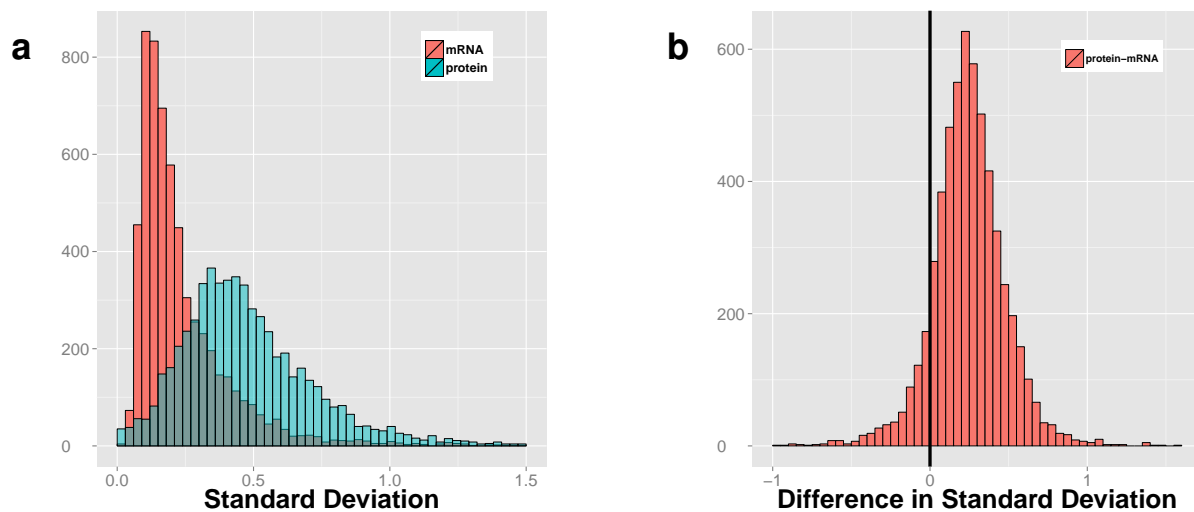 a
mRNA
protein
800
600
400
200
0
0.0 0.5 1.0 1.5
Standard Deviation
b
protein−mRNA
600
400
200
0
−1 0 1
Difference in Standard Deviation